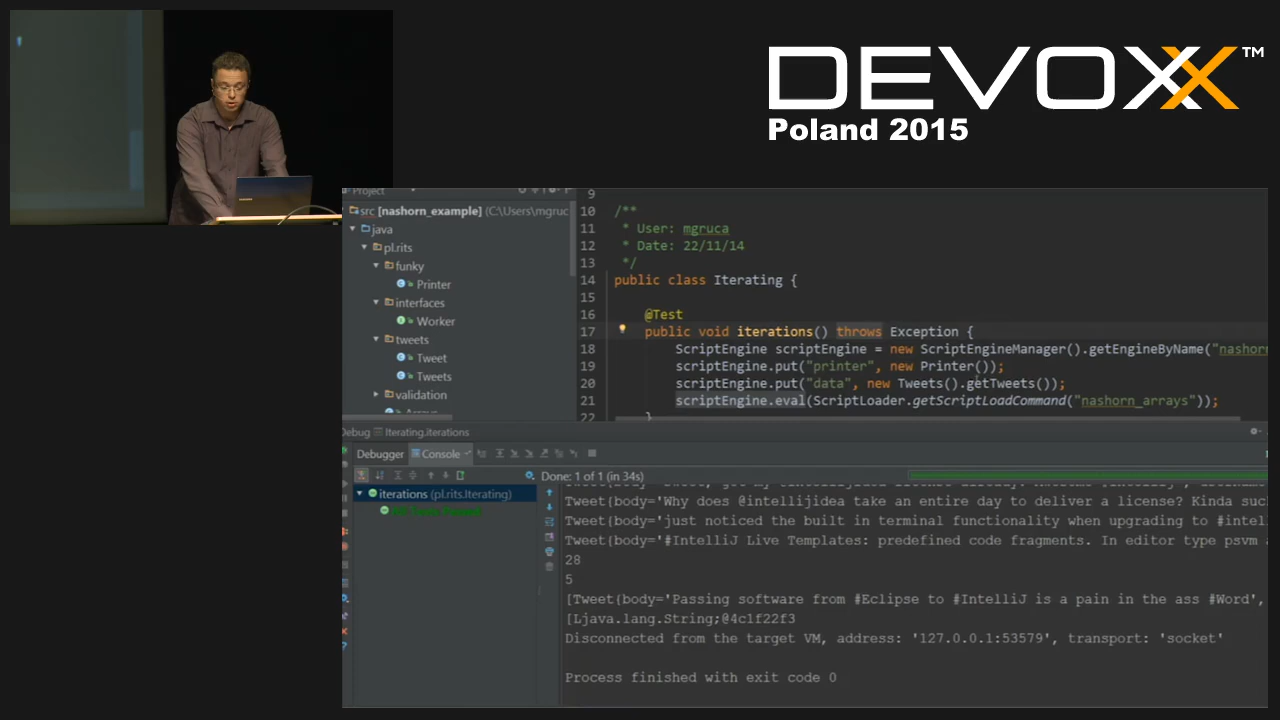 DEVOXX™
Poland 2015
Project
src [nashorn_example] (C:\Users\mgruc
java
pl.rits
funky
Printer
interfaces
Worker
tweets
Tweet
Tweets
validation
9
10 /**
11 * User: mgruca
12 * Date: 22/11/14
13 */
14 public class Iterating {
15
16 @Test
17 public void iterations() throws Exception {
18 ScriptEngine scriptEngine = new ScriptEngineManager().getEngineByName("nashorn
19 scriptEngine.put("printer", new Printer());
20 scriptEngine.put("data", new Tweets().getTweets());
21 scriptEngine.eval(ScriptLoader.getScriptLoadCommand("nashorn_arrays"));
22 }
Debug Iterating.iterations
Debugger Console
Done: 1 of 1 (in 34s)
iterations (pl.rits.Iterating)
Tweet{body='Why does @intellijidea take an entire day to deliver a license? Kinda suc
Tweet{body='just noticed the built in terminal functionality when upgrading to #intel
Tweet{body='#IntelliJ Live Templates: predefined code fragments. In editor type psvm a
28
5
[Tweet{body='Passing software from #Eclipse to #IntelliJ is a pain in the ass #Word',
[Ljava.lang.String;@4c1f22f3
Disconnected from the target VM, address: '127.0.0.1:53579', transport: 'socket'
Process finished with exit code 0